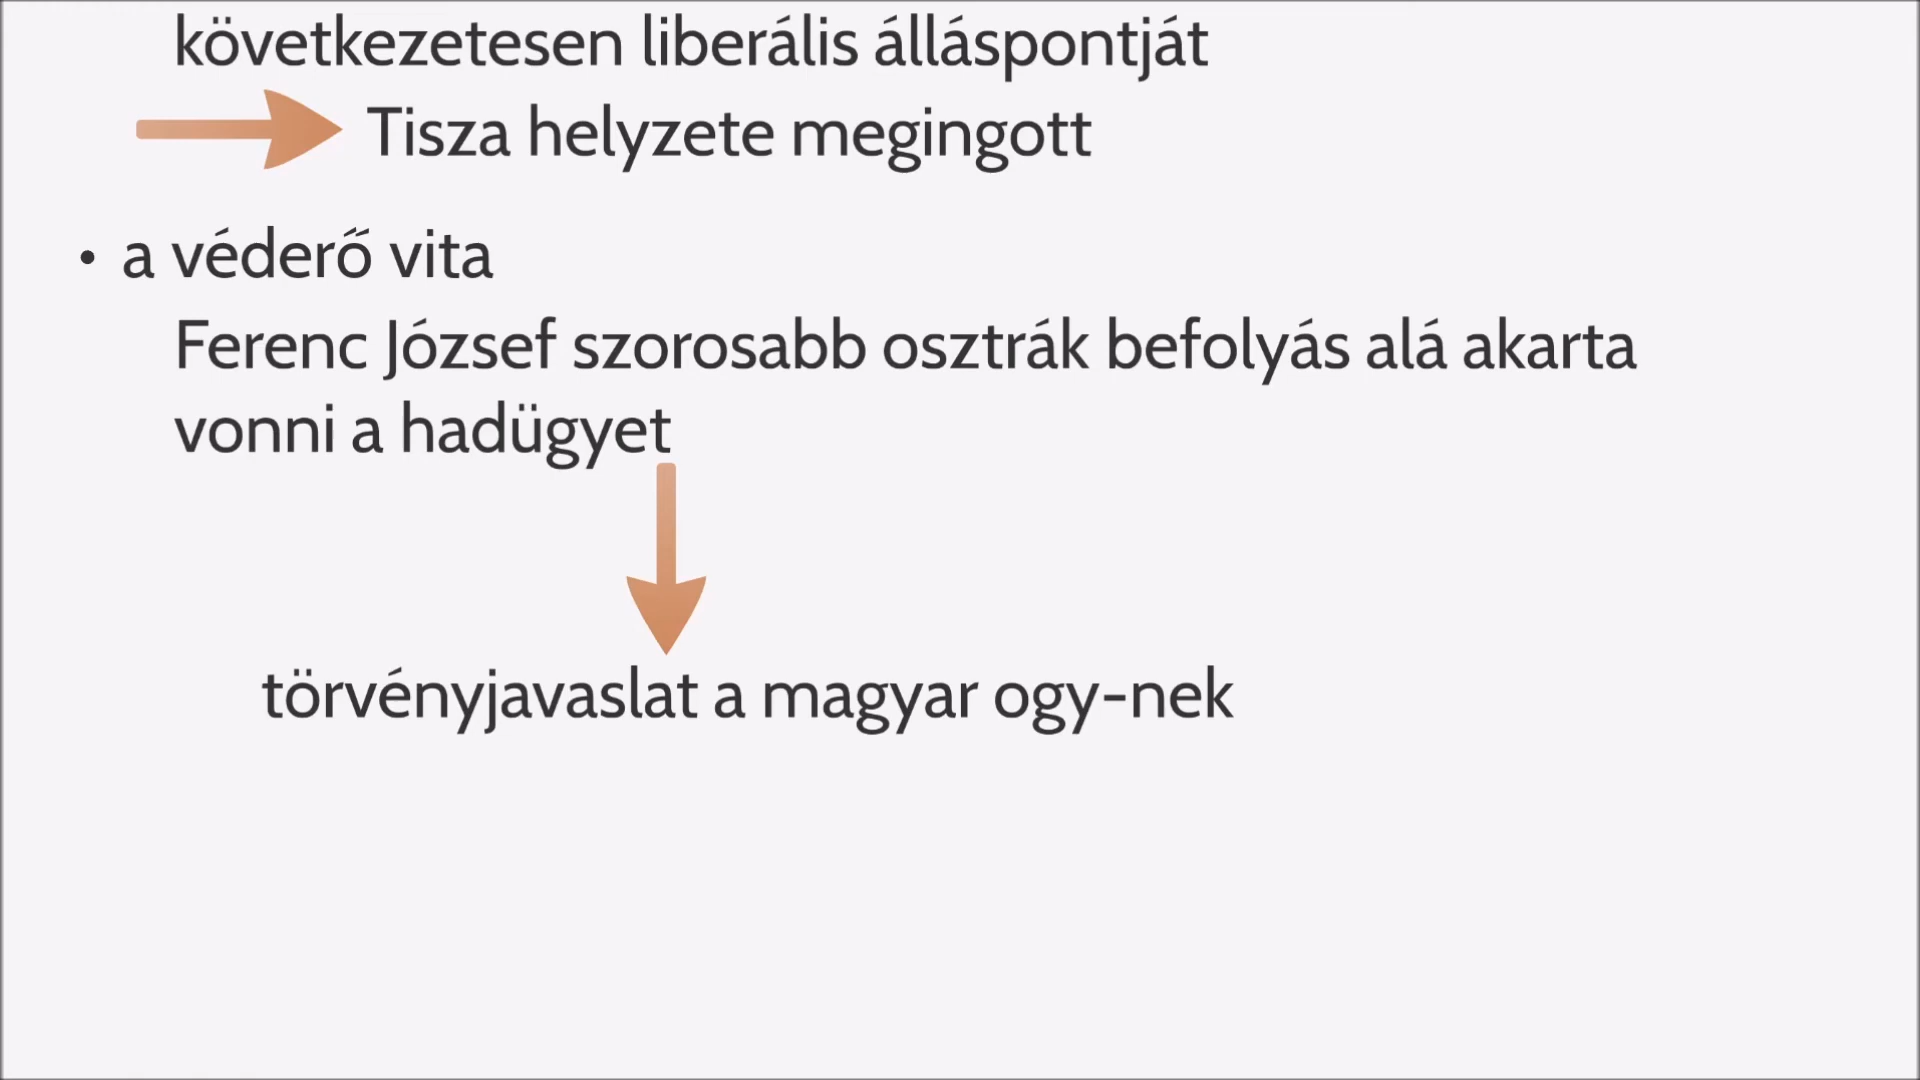 következetesen liberális álláspontját
Tisza helyzete megingott
• a véderő vita
Ferenc József szorosabb osztrák befolyás alá akarta
vonni a hadügyet
törvényjavaslat a magyar ogy-nek